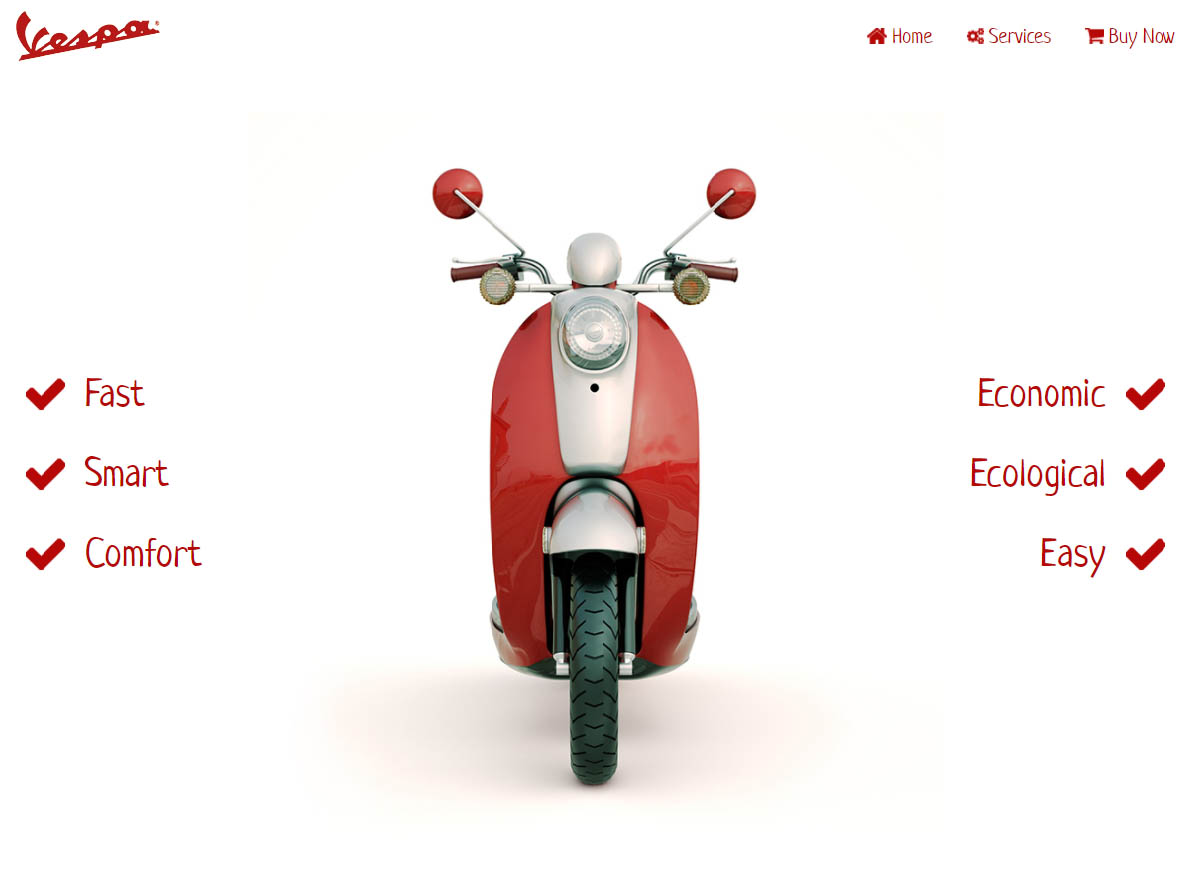 Vespa®
Home Services Buy Now
Fast
Smart
Comfort
Economic
Ecological
Easy